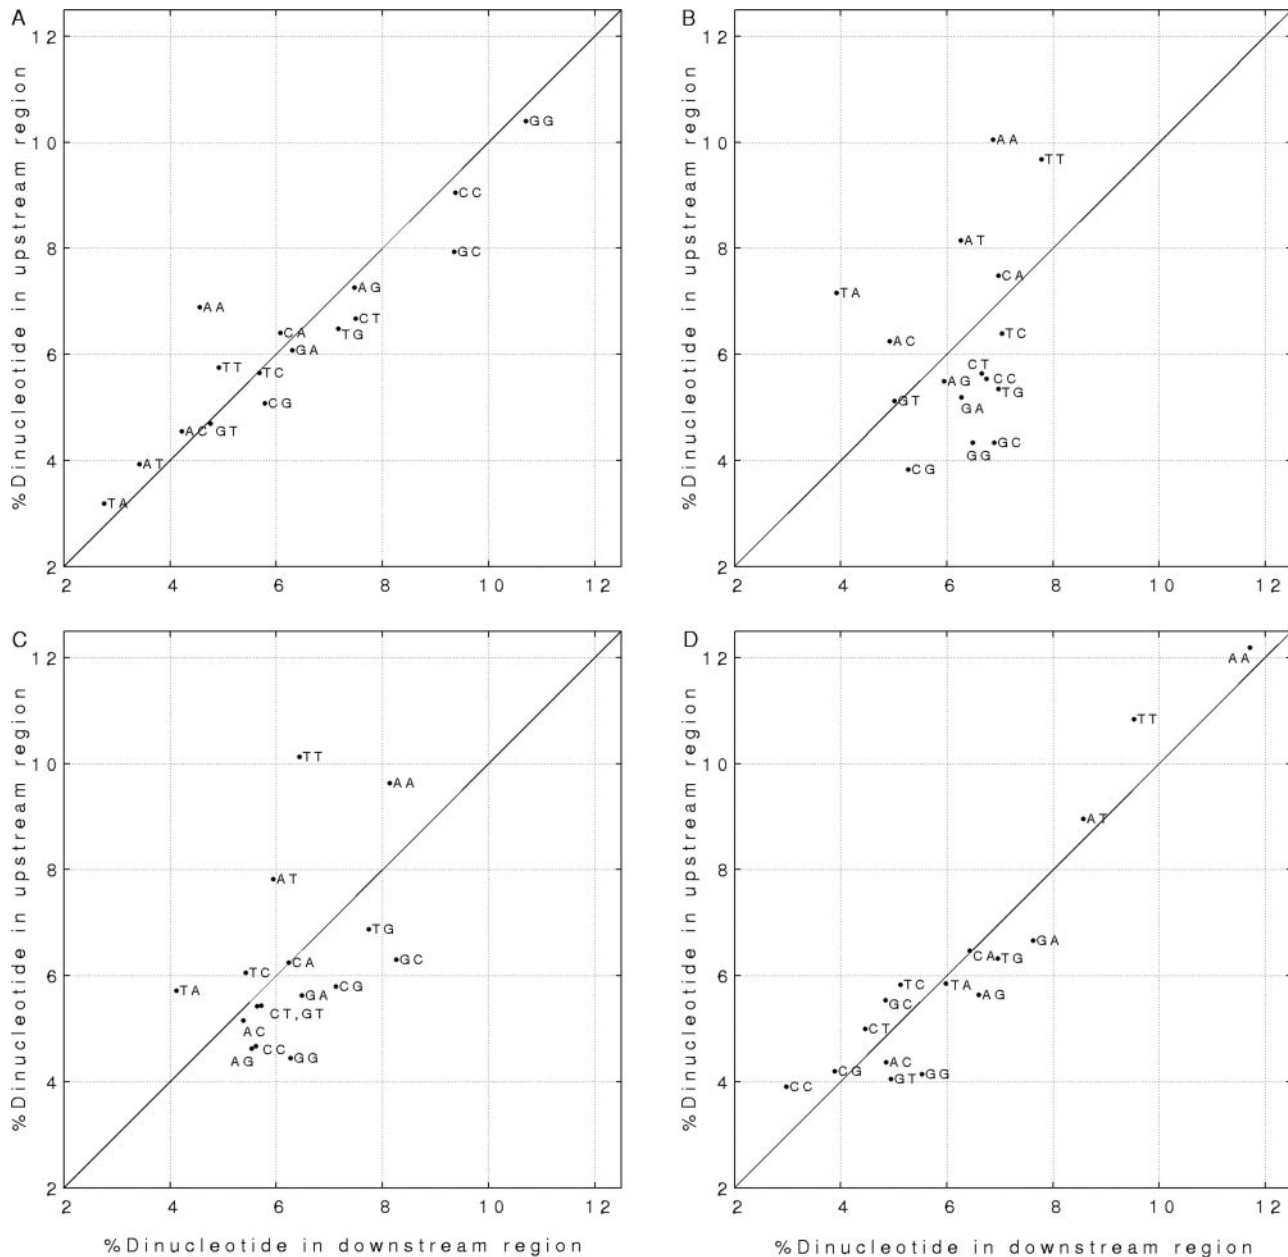 A
%Dinucleotide in upstream region
12
10
8
6
4
2
2 4 6 8 10 12
GG
CC
GC
AG
AA
CT
CA TG
GA
TT TC
CG
AC GT
AT
TA
B
%Dinucleotide in upstream region
12
10
8
6
4
2
2 4 6 8 10 12
AA
TT
AT
CA
TA
TC
AC
CT
CC
AG
TG
GT
GA
GC
GG
CG
C
%Dinucleotide in upstream region
12
10
8
6
4
2
2 4 6 8 10 12
TT
AA
AT
TG
CA GC
TC
TA CG
GA
CT,GT
AC
CC
AG GG
%Dinucleotide in downstream region
D
%Dinucleotide in upstream region
12
10
8
6
4
2
2 4 6 8 10 12
AA
TT
AT
GA
CA TG
TC TA
AG
GC
CT
AC
CG
GT GG
CC
%Dinucleotide in downstream region